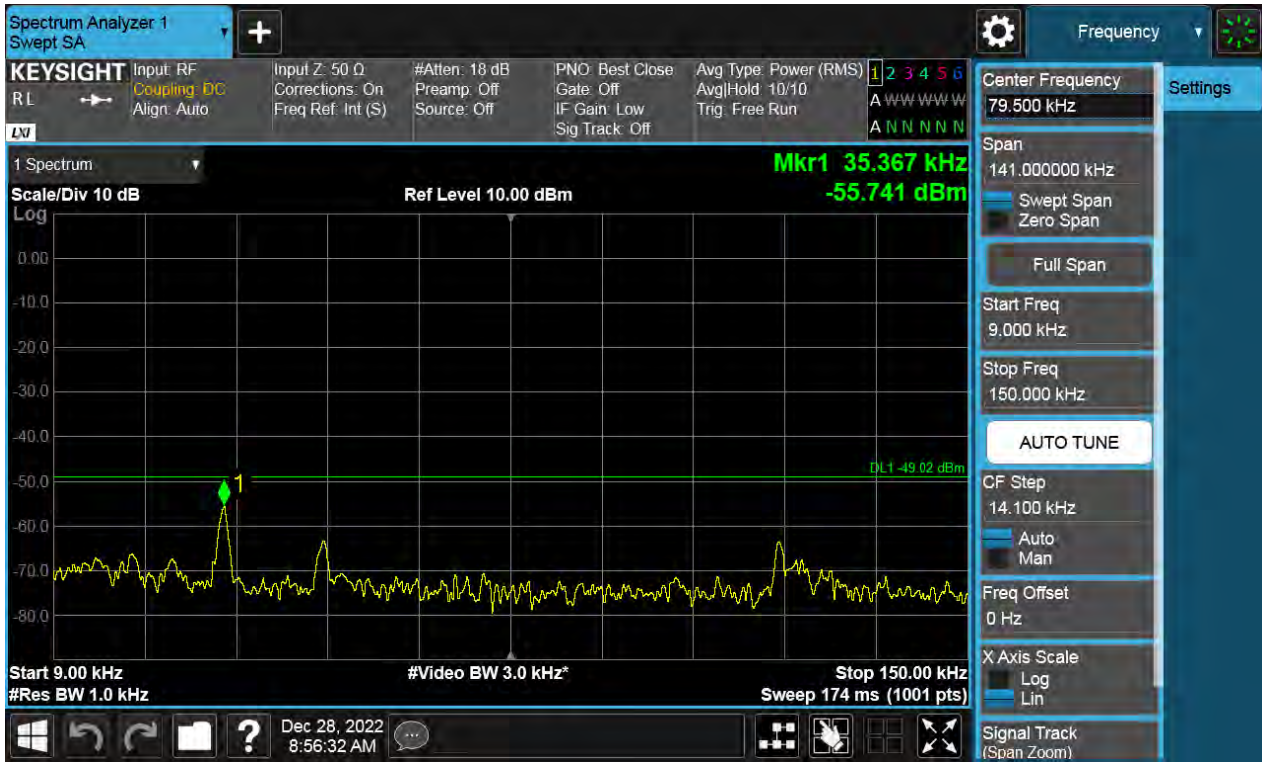 Spectrum Analyzer 1
Swept SA
+
Frequency
KEYSIGHT
RL
LXI
Input: RF
Coupling: DC
Align: Auto
Input Z: 50 Ω
Corrections: On
Freq Ref: Int (S)
#Atten: 18 dB
Preamp: Off
Source: Off
PNO: Best Close
Gate: Off
IF Gain: Low
Sig Track: Off
Avg Type: Power (RMS)
Avg|Hold: 10/10
Trig: Free Run
1 2 3 4 5 6
A W W W W W
A N N N N N
1 Spectrum
Mkr1 35.367 kHz
Scale/Div 10 dB
Ref Level 10.00 dBm
-55.741 dBm
Log
0.00
-10.0
-20.0
-30.0
-40.0
DL1 -49.02 dBm
-50.0
1
-60.0
-70.0
-80.0
Start 9.00 kHz
#Video BW 3.0 kHz*
Stop 150.00 kHz
#Res BW 1.0 kHz
Sweep 174 ms (1001 pts)
?
Dec 28, 2022
8:56:32 AM
Center Frequency
79.500 kHz
Settings
Span
141.000000 kHz
Swept Span
Zero Span
Full Span
Start Freq
9.000 kHz
Stop Freq
150.000 kHz
AUTO TUNE
CF Step
14.100 kHz
Auto
Man
Freq Offset
0 Hz
X Axis Scale
Log
Lin
Signal Track
(Span Zoom)